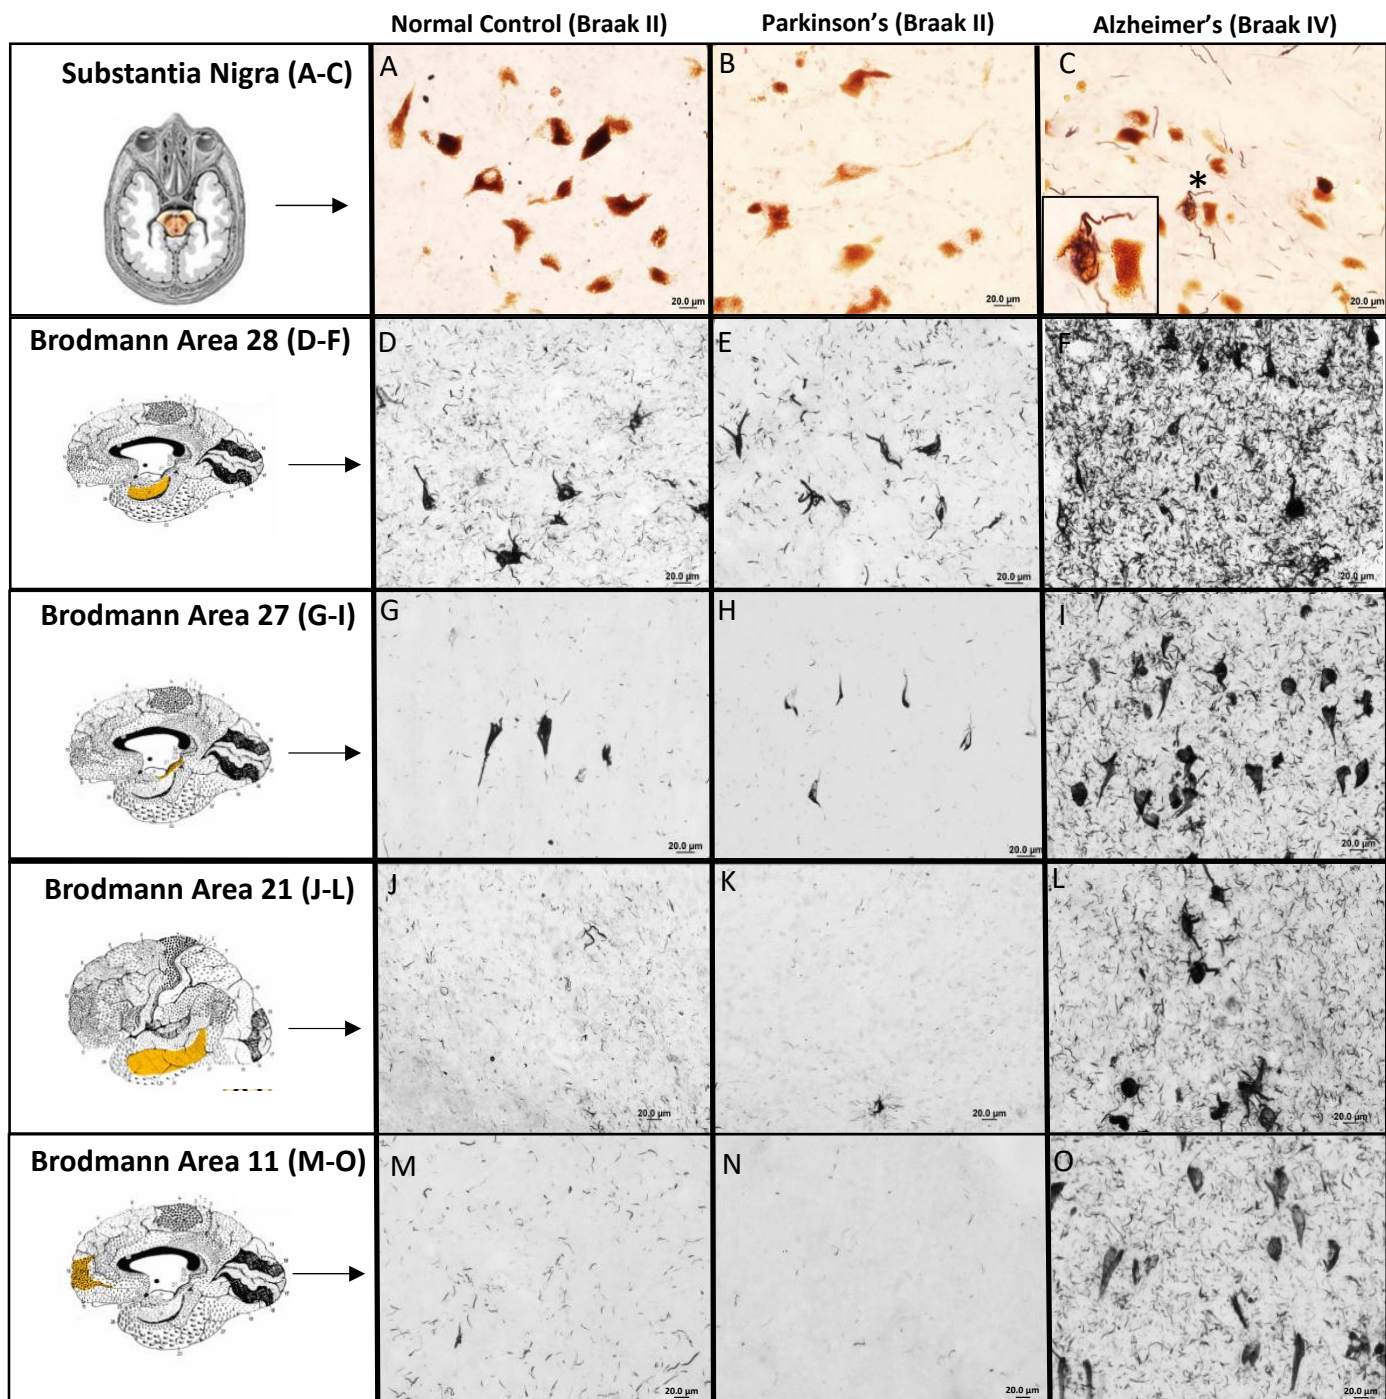 Normal Control (Braak II)
Parkinson's (Braak II)
Alzheimer's (Braak IV)
Substantia Nigra (A-C)
A
20.0 µm
B
20.0 µm
C
*
20.0 µm
Brodmann Area 28 (D-F)
D
20.0 µm
E
20.0 µm
F
20.0 µm
Brodmann Area 27 (G-I)
G
20.0 µm
H
20.0 µm
I
20.0 µm
Brodmann Area 21 (J-L)
J
20.0 µm
K
20.0 µm
L
20.0 µm
Brodmann Area 11 (M-O)
M
20.0 µm
N
20.0 µm
O
20.0 µm